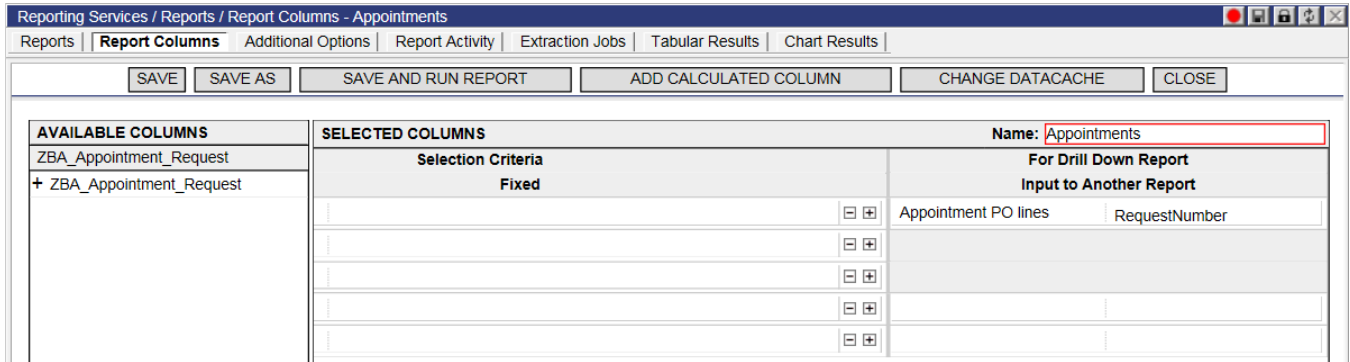 Reporting Services / Reports / Report Columns - Appointments
Reports | Report Columns | Additional Options | Report Activity | Extraction Jobs | Tabular Results | Chart Results |
SAVE SAVE AS SAVE AND RUN REPORT ADD CALCULATED COLUMN CHANGE DATACACHE CLOSE
AVAILABLE COLUMNS SELECTED COLUMNS Name: Appointments
ZBA_Appointment_Request Selection Criteria For Drill Down Report
+ ZBA_Appointment_Request Fixed Input to Another Report
Appointment PO lines RequestNumber